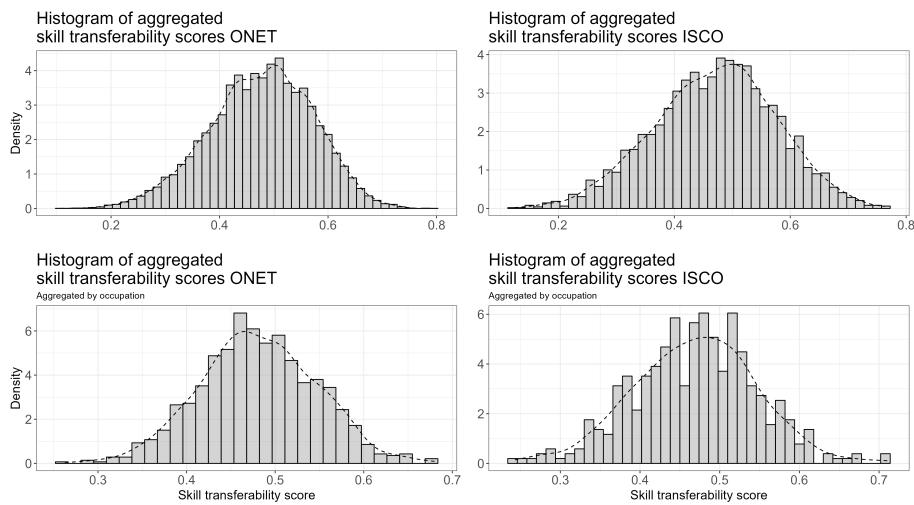 Histogram of aggregated
skill transferability scores ONET
Density
4
3
2
1
0
0.2
0.4
0.6
0.8
Histogram of aggregated
skill transferability scores ISCO
4
3
2
1
0
0.2
0.4
0.6
0.8
Histogram of aggregated
skill transferability scores ONET
Aggregated by occupation
Density
6
4
2
0
0.3
0.4
0.5
0.6
0.7
Skill transferability score
Histogram of aggregated
skill transferability scores ISCO
Aggregated by occupation
6
4
2
0
0.3
0.4
0.5
0.6
0.7
Skill transferability score